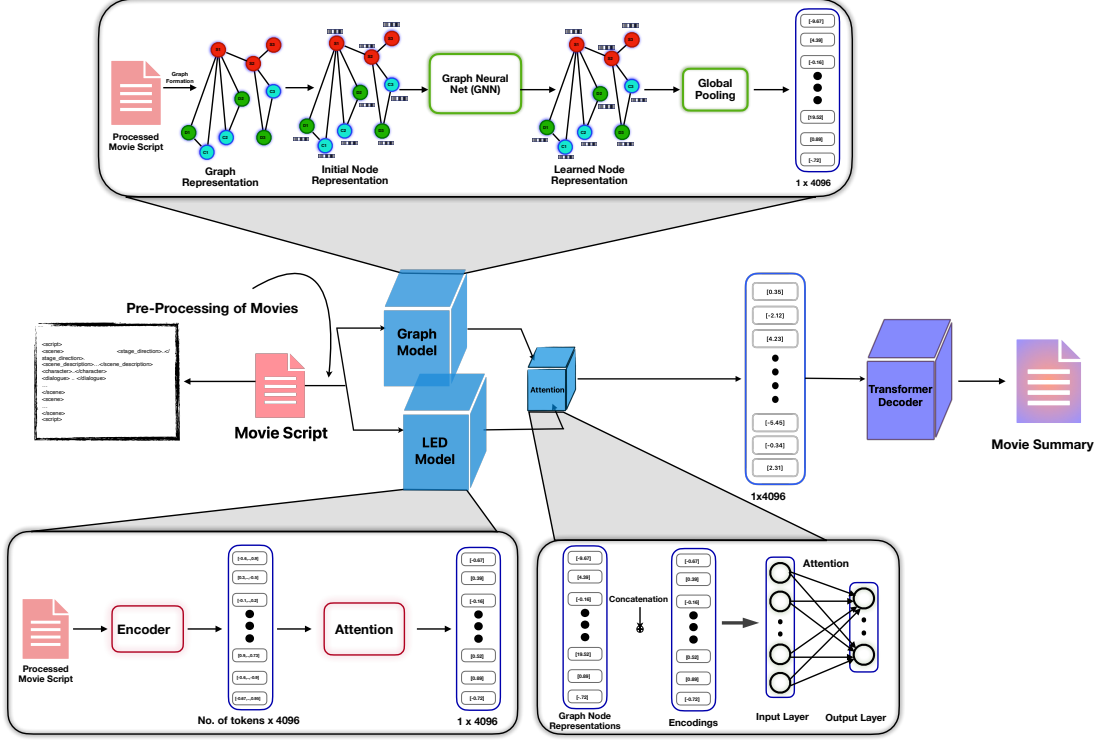 Graph
Formation
Processed
Movie Script
Graph
Representation
Initial Node
Representation
Graph Neural
Net (GNN)
Learned Node
Representation
Global
Pooling
[-9.67]
[4.39]
[-0.16]
[19.52]
[0.89]
[-.72]
1 x 4096
Pre-Processing of Movies
<script>
<scene> <stage_direction>..</
stage_direction>.
<scene_description>...</scene_description>
<character>..</character>
<dialogue> .. </dialogue>
...
</scene>
<scene>
...
</scene>
<script>
Movie Script
Graph
Model
LED
Model
Attention
[0.35]
[-2.12]
[4.23]
[-5.45]
[-0.34]
[2.31]
1x4096
Transformer
Decoder
Movie Summary
Processed
Movie Script
Encoder
No. of tokens x 4096
Attention
[-0.67]
[0.39]
[-0.16]
[0.52]
[0.89]
[-0.72]
1 x 4096
[-9.67]
[4.39]
[-0.16]
[19.52]
[0.89]
[-.72]
Graph Node
Representations
Concatenation
[-0.67]
[0.39]
[-0.16]
[0.52]
[0.89]
[-0.72]
Encodings
Attention
Input Layer
Output Layer